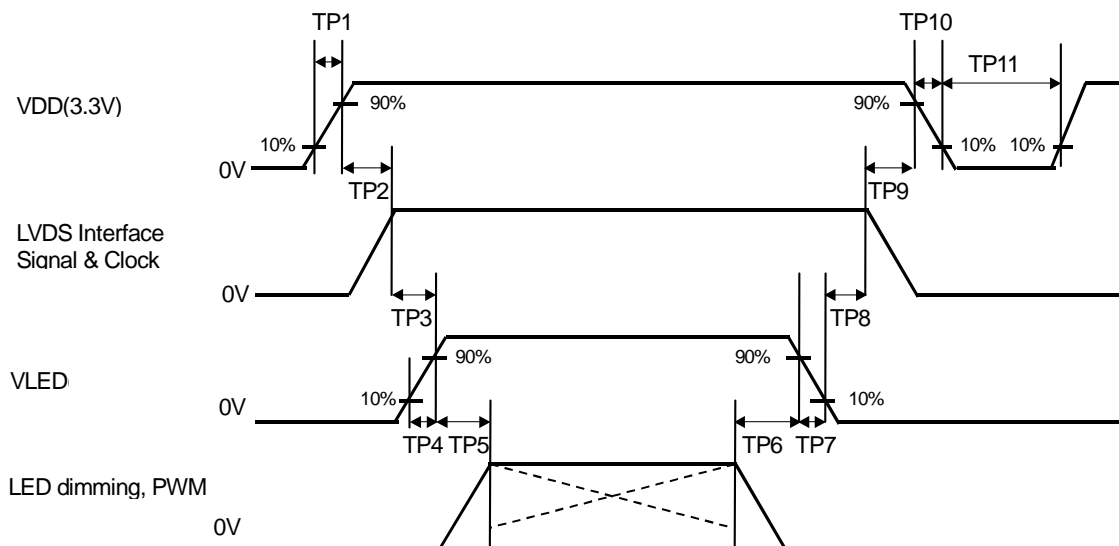 TP1
TP10
TP11
VDD(3.3V)
90%
90%
10%
10%
10%
0V
TP2
TP9
LVDS Interface
Signal & Clock
0V
TP3
TP8
VLED
90%
90%
10%
10%
0V
TP4
TP5
TP6
TP7
LED dimming, PWM
0V